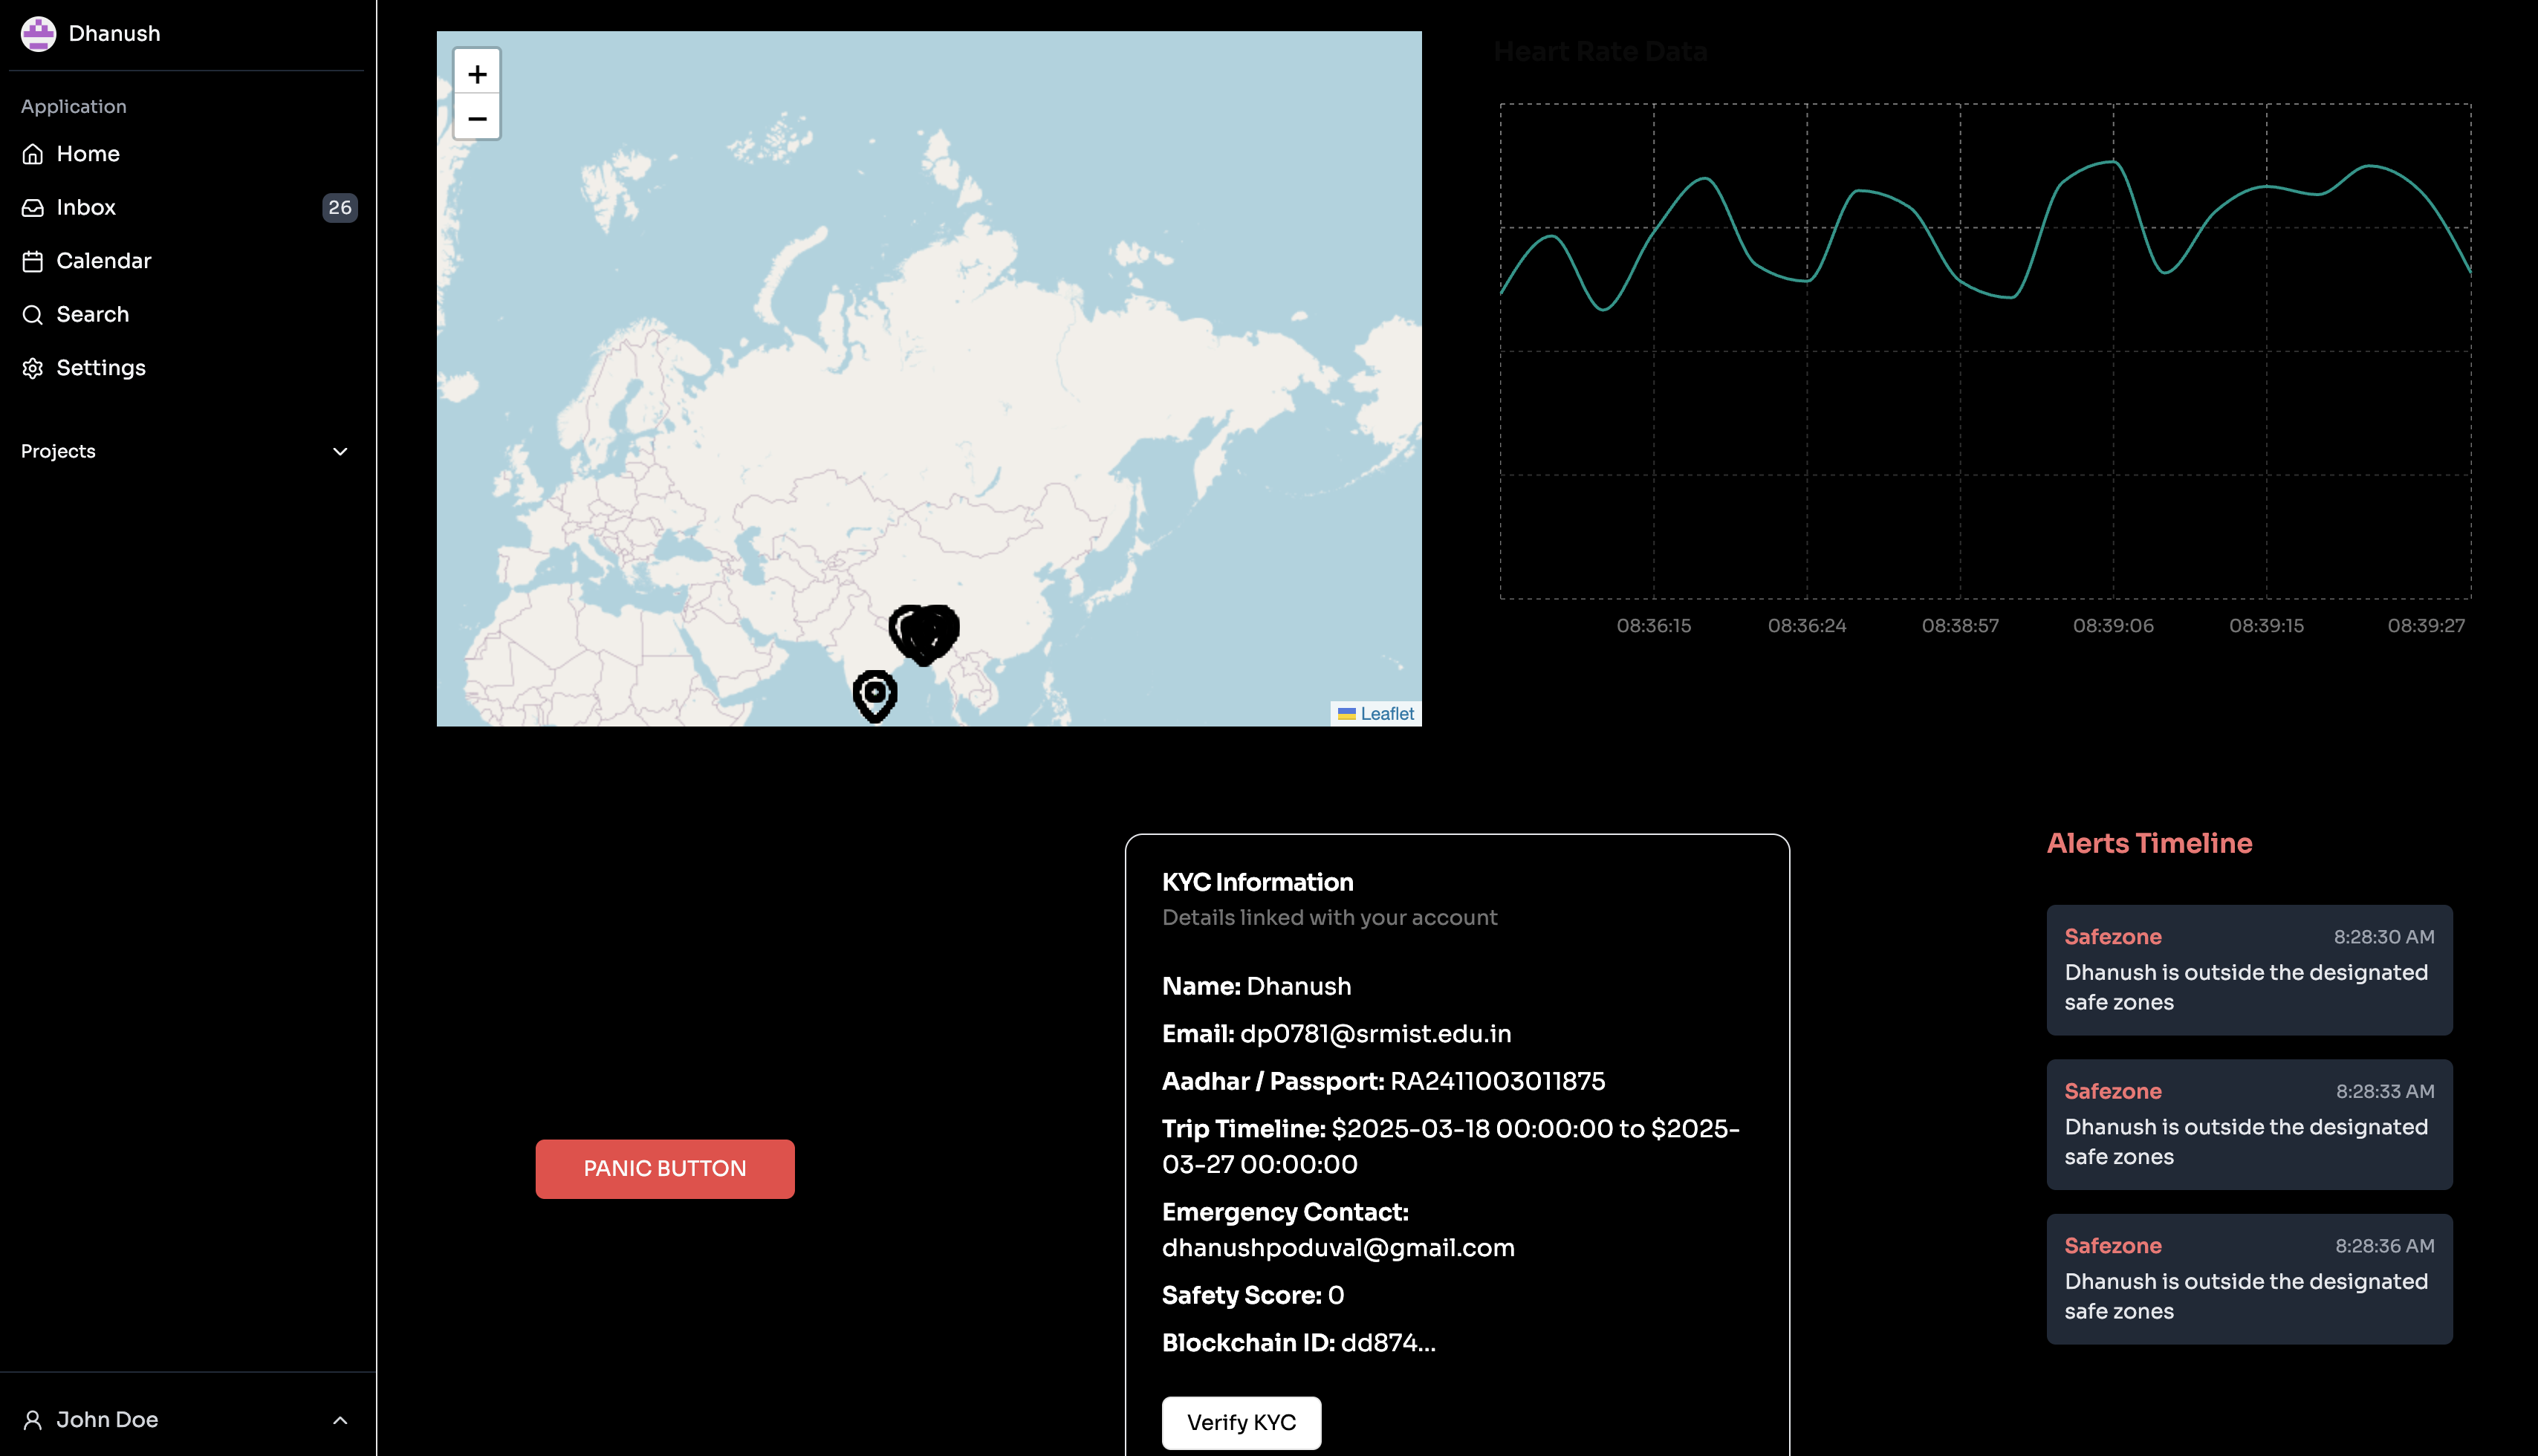 Dhanush
Application
Home
Inbox
26
Calendar
Search
Settings
Projects
John Doe
+
−
Leaflet
Heart Rate Data
08:36:15
08:36:24
08:38:57
08:39:06
08:39:15
08:39:27
PANIC BUTTON
KYC Information
Details linked with your account
Name: Dhanush
Email: dp0781@srmist.edu.in
Aadhar / Passport: RA2411003011875
Trip Timeline: $2025-03-18 00:00:00 to $2025-
03-27 00:00:00
Emergency Contact:
dhanushpoduval@gmail.com
Safety Score: 0
Blockchain ID: dd874...
Verify KYC
Alerts Timeline
Safezone
8:28:30 AM
Dhanush is outside the designated
safe zones
Safezone
8:28:33 AM
Dhanush is outside the designated
safe zones
Safezone
8:28:36 AM
Dhanush is outside the designated
safe zones